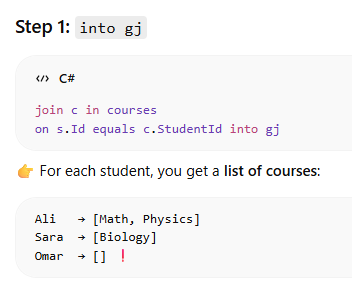 Step 1: into gj
</> C#
join c in courses
on s.Id equals c.StudentId into gj
👉 For each student, you get a list of courses:
Ali → [Math, Physics]
Sara → [Biology]
Omar → [] ❗